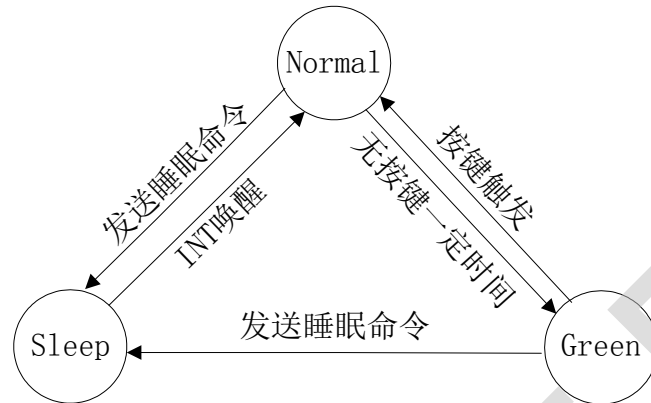 Normal
发送睡眠命令
INT唤醒
无按键一定时间
按键触发
Sleep
发送睡眠命令
Green